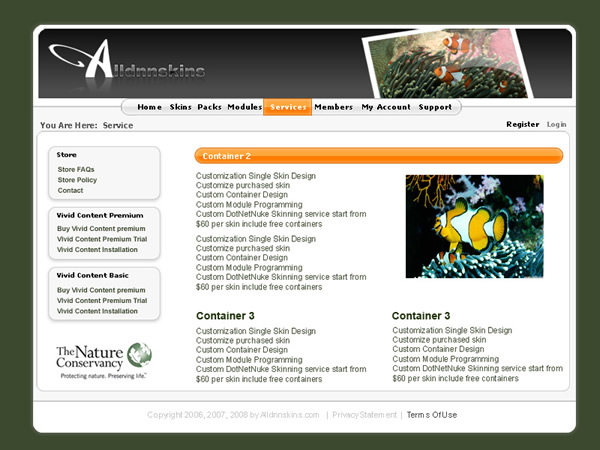 Alldnnskins
Home Skins Packs Modules Services Members My Account Support
You Are Here: Service
Register Login
Store
Store FAQs
Store Policy
Contact
Vivid Content Premium
Buy Vivid Content premium
Vivid Content Premium Trial
Vivid Content Installation
Vivid Content Basic
Buy Vivid Content premium
Vivid Content Premium Trial
Vivid Content Installation
The Nature
Conservancy
Protecting nature. Preserving life.™
Container 2
Customization Single Skin Design
Customize purchased skin
Custom Container Design
Custom Module Programming
Custom DotNetNuke Skinning service start from
$60 per skin include free containers
Customization Single Skin Design
Customize purchased skin
Custom Container Design
Custom Module Programming
Custom DotNetNuke Skinning service start from
$60 per skin include free containers
Container 3
Customization Single Skin Design
Customize purchased skin
Custom Container Design
Custom Module Programming
Custom DotNetNuke Skinning service start from
$60 per skin include free containers
Container 3
Customization Single Skin Design
Customize purchased skin
Custom Container Design
Custom Module Programming
Custom DotNetNuke Skinning service start from
$60 per skin include free containers
Copyright 2006, 2007, 2008 by Alldnnskins.com | Privacy Statement | Terms Of Use